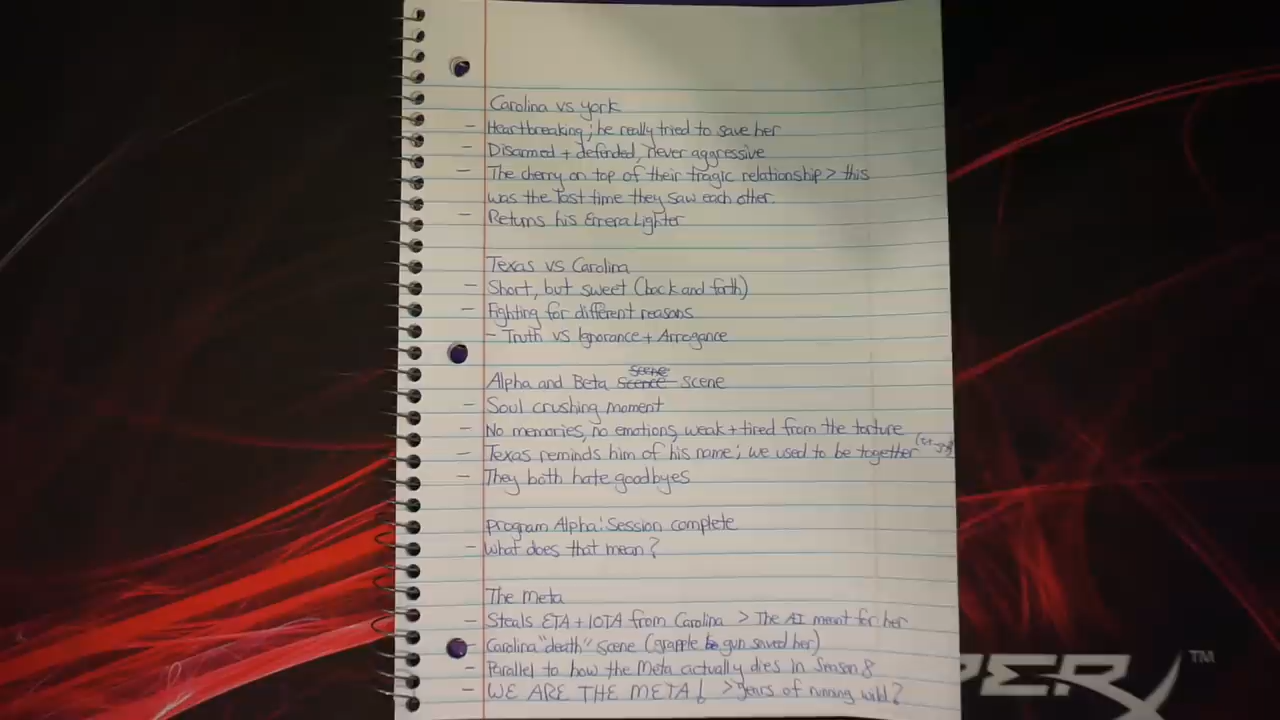 Carolina vs york
- Heartbreaking; he really tried to save her
- Disarmed + defended, never aggressive
- The cherry on top of their tragic relationship > this
was the last time they saw each other.
- Returns his Errera Lighter
Texas vs Carolina
- Short, but sweet (back and forth)
- Fighting for different reasons
- Truth vs Ignorance + Arrogance
Alpha and Beta scene
- Soul crushing moment
- No memories, no emotions, weak + tired from the torture
- Texas reminds him of his name; we used to be together
- They both hate goodbyes
program Alpha: Session complete
- What does that mean?
The Meta
- Steals ETA + IOTA from Carolina > The AI meant for her
- Carolina "death" scene (grapple gun saved her)
- Parallel to how the Meta actually dies in Season 8
- WE ARE THE META! > Years of running wild?
PERX™